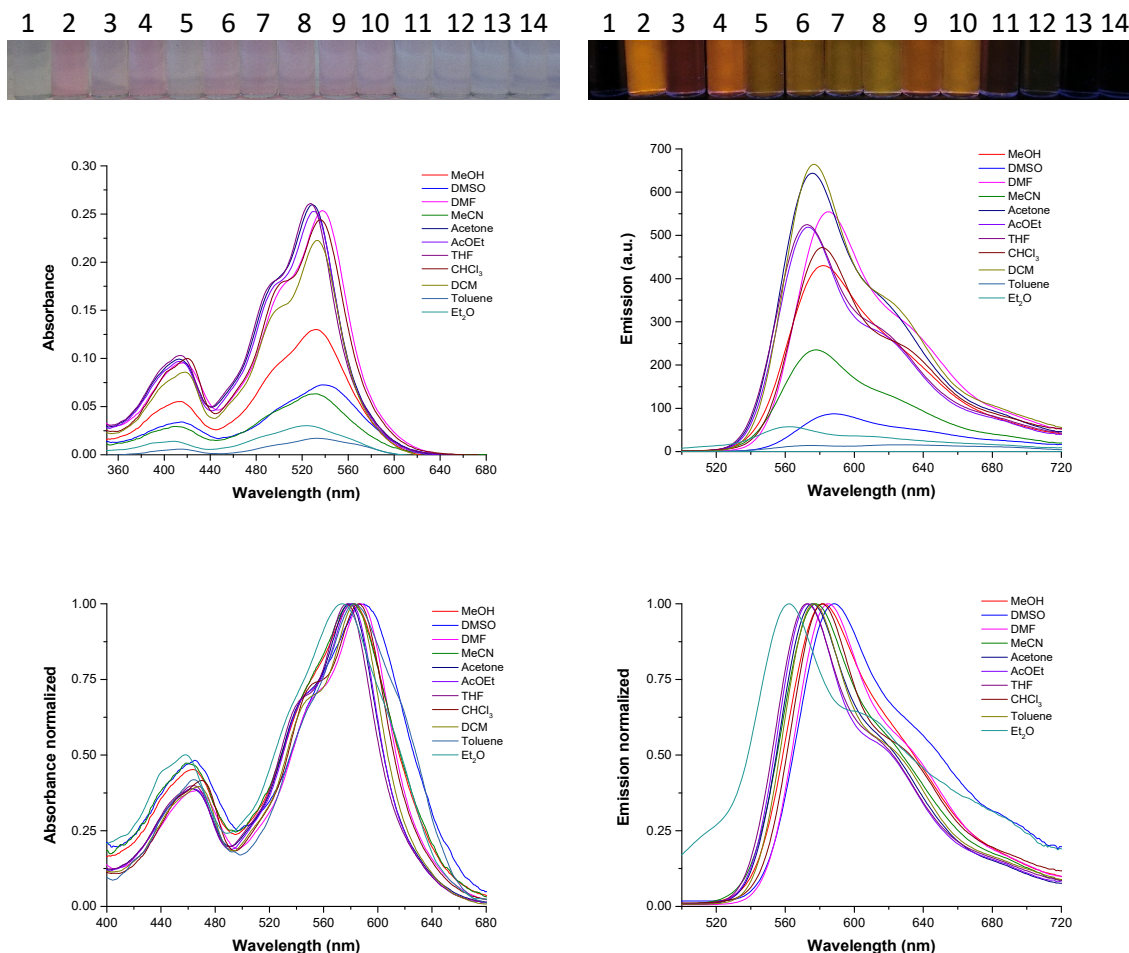 1 2 3 4 5 6 7 8 9 10 11 12 13 14
1 2 3 4 5 6 7 8 9 10 11 12 13 14
0.30
0.25
0.20
0.15
0.10
0.05
0.00
Absorbance
360 400 440 480 520 560 600 640 680
Wavelength (nm)
MeOH
DMSO
DMF
MeCN
Acetone
AcOEt
THF
CHCl₃
DCM
Toluene
Et₂O
700
600
500
400
300
200
100
0
Emission (a.u.)
520 560 600 640 680 720
Wavelength (nm)
MeOH
DMSO
DMF
MeCN
Acetone
AcOEt
THF
CHCl₃
DCM
Toluene
Et₂O
1.00
0.75
0.50
0.25
0.00
Absorbance normalized
400 440 480 520 560 600 640 680
Wavelength (nm)
MeOH
DMSO
DMF
MeCN
Acetone
AcOEt
THF
CHCl₃
DCM
Toluene
Et₂O
1.00
0.75
0.50
0.25
0.00
Emission normalized
520 560 600 640 680 720
Wavelength (nm)
MeOH
DMSO
DMF
MeCN
Acetone
AcOEt
THF
CHCl₃
Toluene
Et₂O